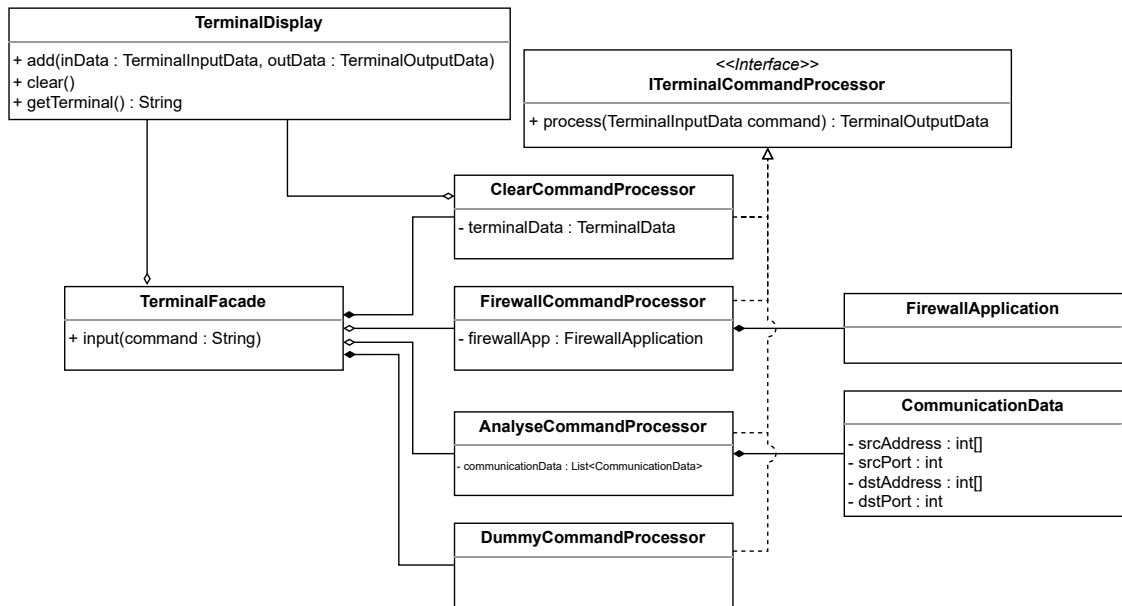 TerminalDisplay
+ add(inData : TerminalInputData, outData : TerminalOutputData)
+ clear()
+ getTerminal() : String
<<Interface>>
ITerminalCommandProcessor
+ process(TerminalInputData command) : TerminalOutputData
ClearCommandProcessor
- terminalData : TerminalData
TerminalFacade
+ input(command : String)
FirewallCommandProcessor
- firewallApp : FirewallApplication
FirewallApplication
AnalyseCommandProcessor
- communicationData : List<CommunicationData>
CommunicationData
- srcAddress : int[]
- srcPort : int
- dstAddress : int[]
- dstPort : int
DummyCommandProcessor